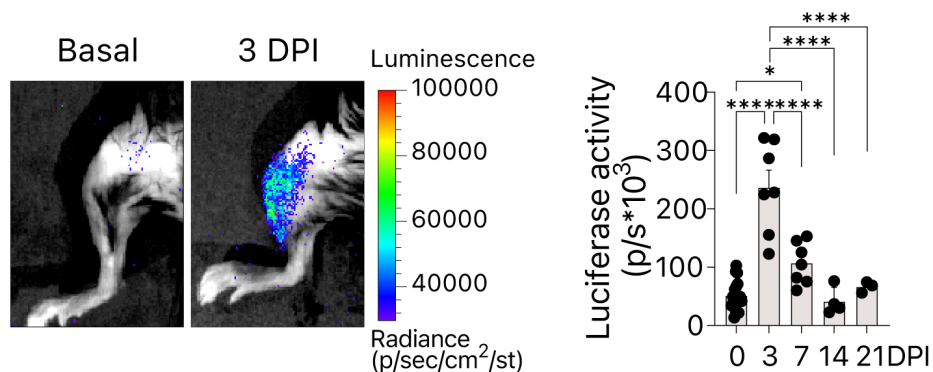 Basal
3 DPI
Luminescence
100000
80000
60000
40000
Radiance
(p/sec/cm²/st)
Luciferase activity
(p/s*10³)
****
****
*
********
400
300
200
100
0
0 3 7 14 21DPI